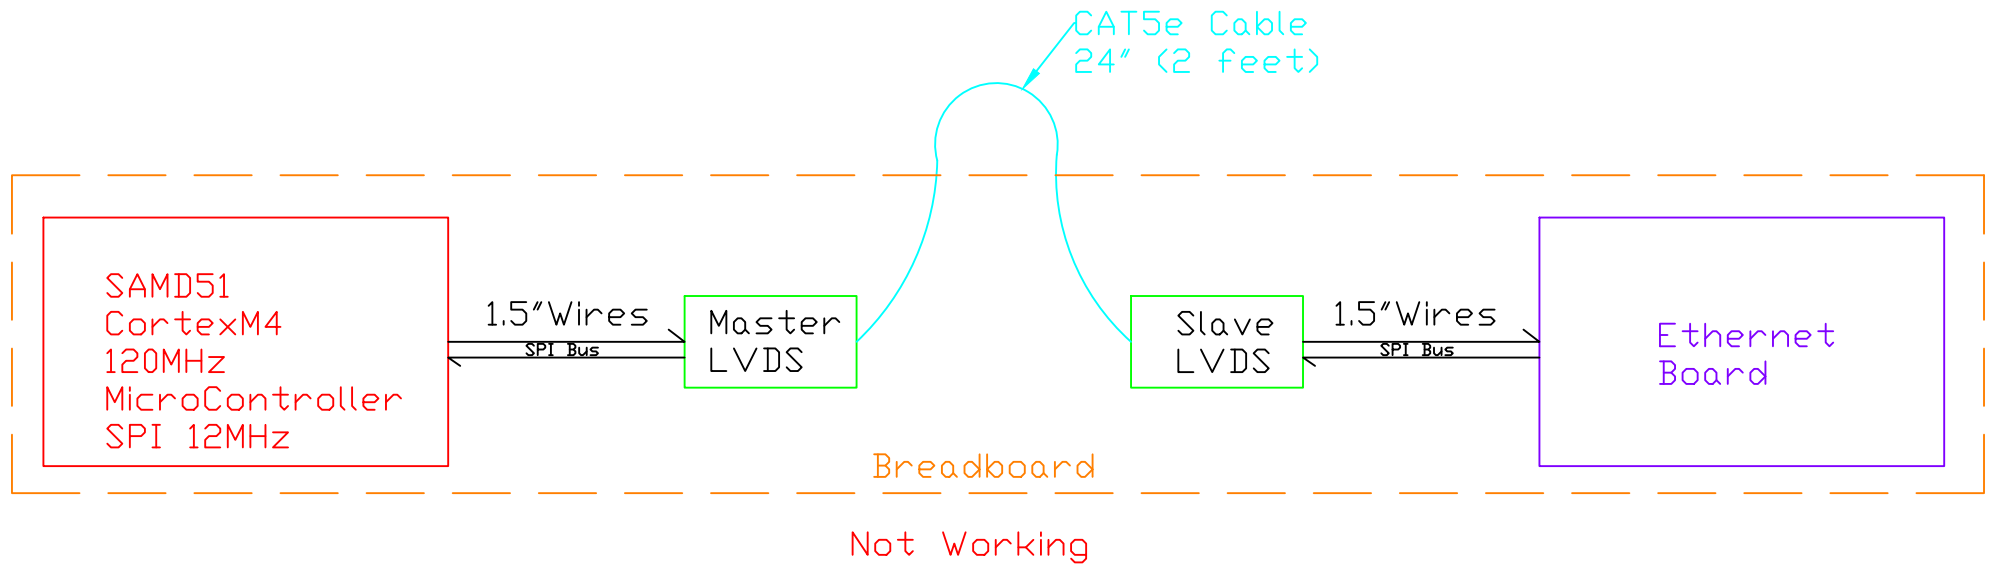 CAT5e Cable
24" (2 feet)
SAMD51
CortexM4
120MHz
MicroController
SPI 12MHz
1.5"Wires
SPI Bus
Master
LVDS
Slave
LVDS
1.5"Wires
SPI Bus
Ethernet
Board
Breadboard
Not Working